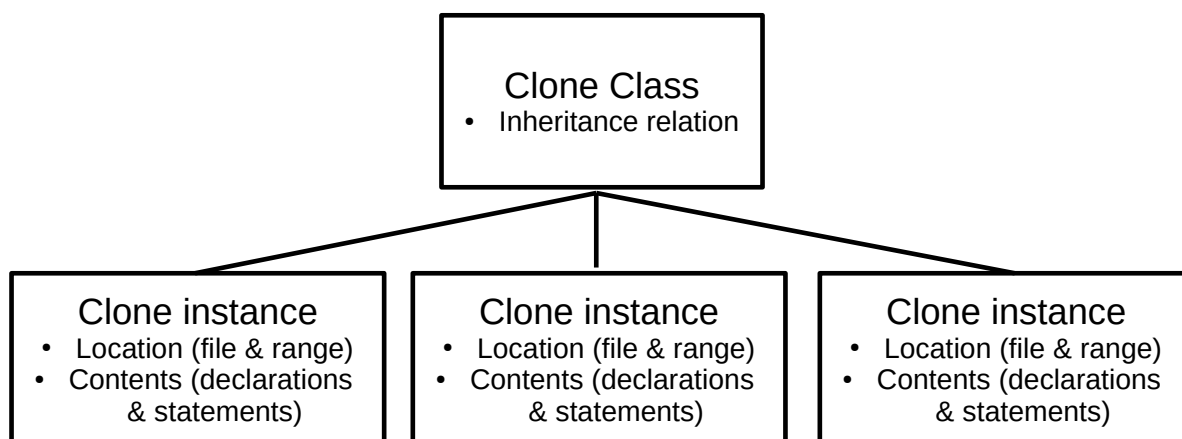 Clone Class
• Inheritance relation
Clone instance
• Location (file & range)
• Contents (declarations
& statements)
Clone instance
• Location (file & range)
• Contents (declarations
& statements)
Clone instance
• Location (file & range)
• Contents (declarations
& statements)